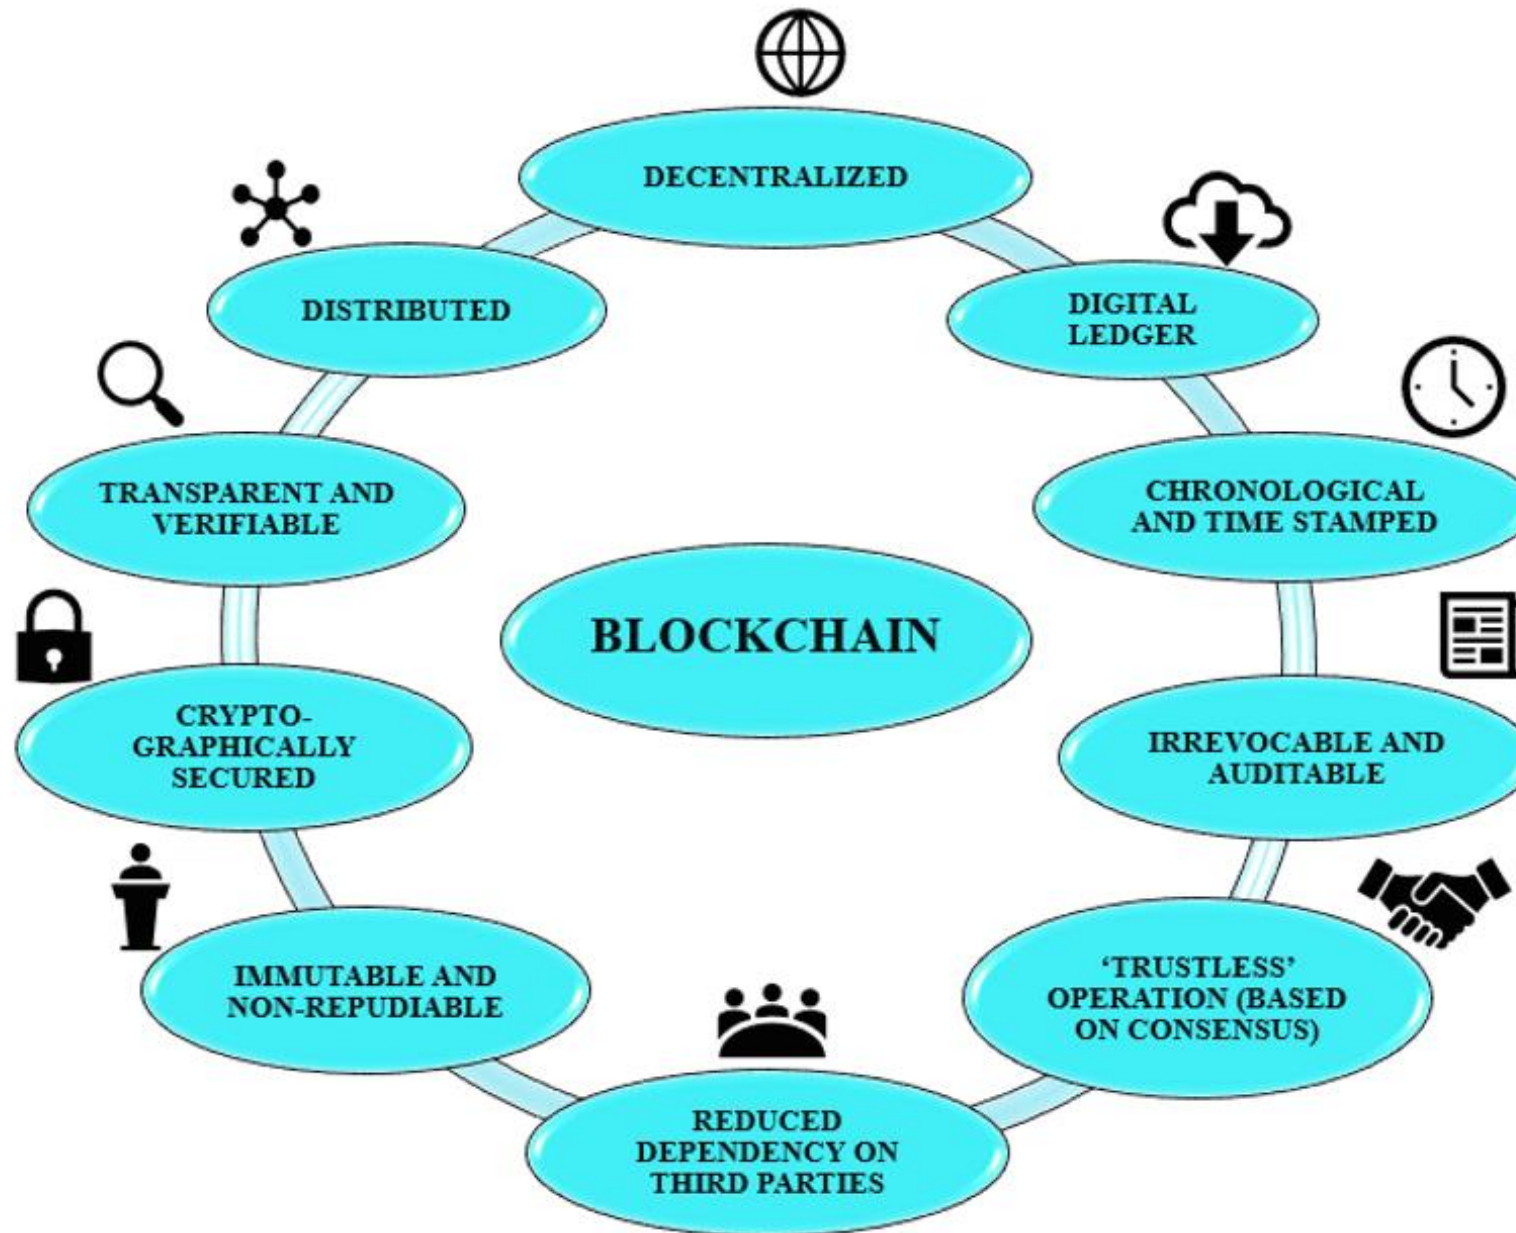 DECENTRALIZED
DISTRIBUTED
DIGITAL
LEDGER
TRANSPARENT AND
VERIFIABLE
CHRONOLOGICAL
AND TIME STAMPED
BLOCKCHAIN
CRYPTO-
GRAPHICALLY
SECURED
IRREVOCABLE AND
AUDITABLE
IMMUTABLE AND
NON-REPUDIABLE
‘TRUSTLESS’
OPERATION (BASED
ON CONSENSUS)
REDUCED
DEPENDENCY ON
THIRD PARTIES